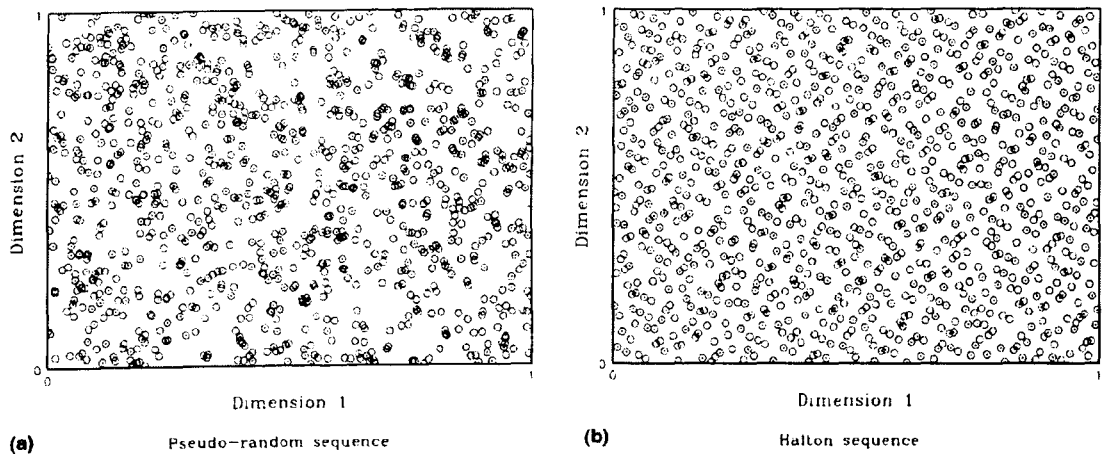 1
Dimension 2
0
0
1
Dimension 1
(a)
Pseudo-random sequence
1
Dimension 2
0
0
1
Dimension 1
(b)
Halton sequence